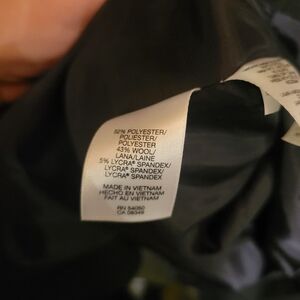 52% POLYESTER/
POLIESTER/
POLYESTER
43% WOOL/
LANA/LAINE
5% LYCRA® SPANDEX/
LYCRA® SPANDEX/
LYCRA® SPANDEX
MADE IN VIETNAM
HECHO EN VIETNAM
FAIT AU VIETNAM
RN 54050
CA 08049